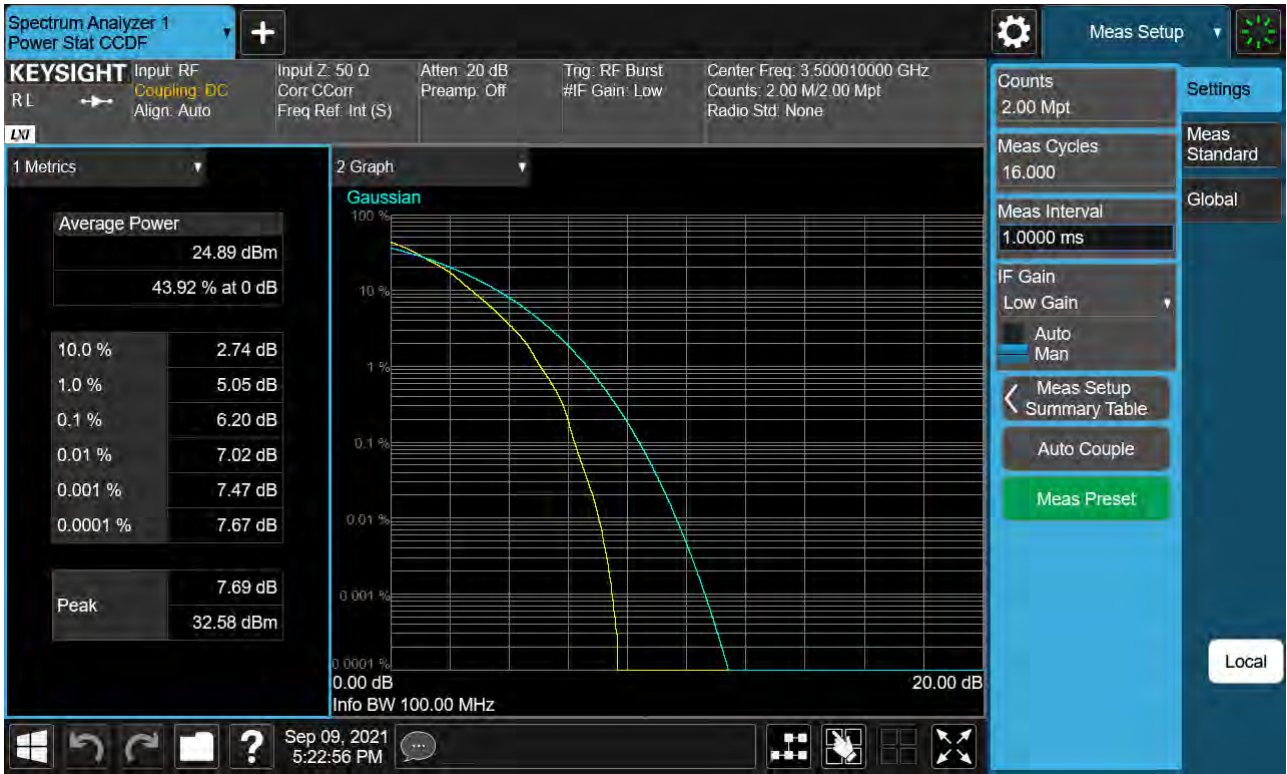 Spectrum Analyzer 1
Power Stat CCDF
+
Meas Setup
KEYSIGHT
RL
LXI
Input: RF
Coupling: DC
Align: Auto
Input Z: 50 Ω
Corr CCorr
Freq Ref: Int (S)
Atten: 20 dB
Preamp: Off
Trig: RF Burst
#IF Gain: Low
Center Freq: 3.500010000 GHz
Counts: 2.00 M/2.00 Mpt
Radio Std: None
1 Metrics
Average Power
24.89 dBm
43.92 % at 0 dB
10.0 % 2.74 dB
1.0 % 5.05 dB
0.1 % 6.20 dB
0.01 % 7.02 dB
0.001 % 7.47 dB
0.0001 % 7.67 dB
Peak
7.69 dB
32.58 dBm
2 Graph
Gaussian
100 %
10 %
1 %
0.1 %
0.01 %
0.001 %
0.0001 %
0.00 dB 20.00 dB
Info BW 100.00 MHz
Counts
2.00 Mpt
Meas Cycles
16.000
Meas Interval
1.0000 ms
IF Gain
Low Gain
Auto
Man
Meas Setup
Summary Table
Auto Couple
Meas Preset
Settings
Meas
Standard
Global
Local
?
Sep 09, 2021
5:22:56 PM